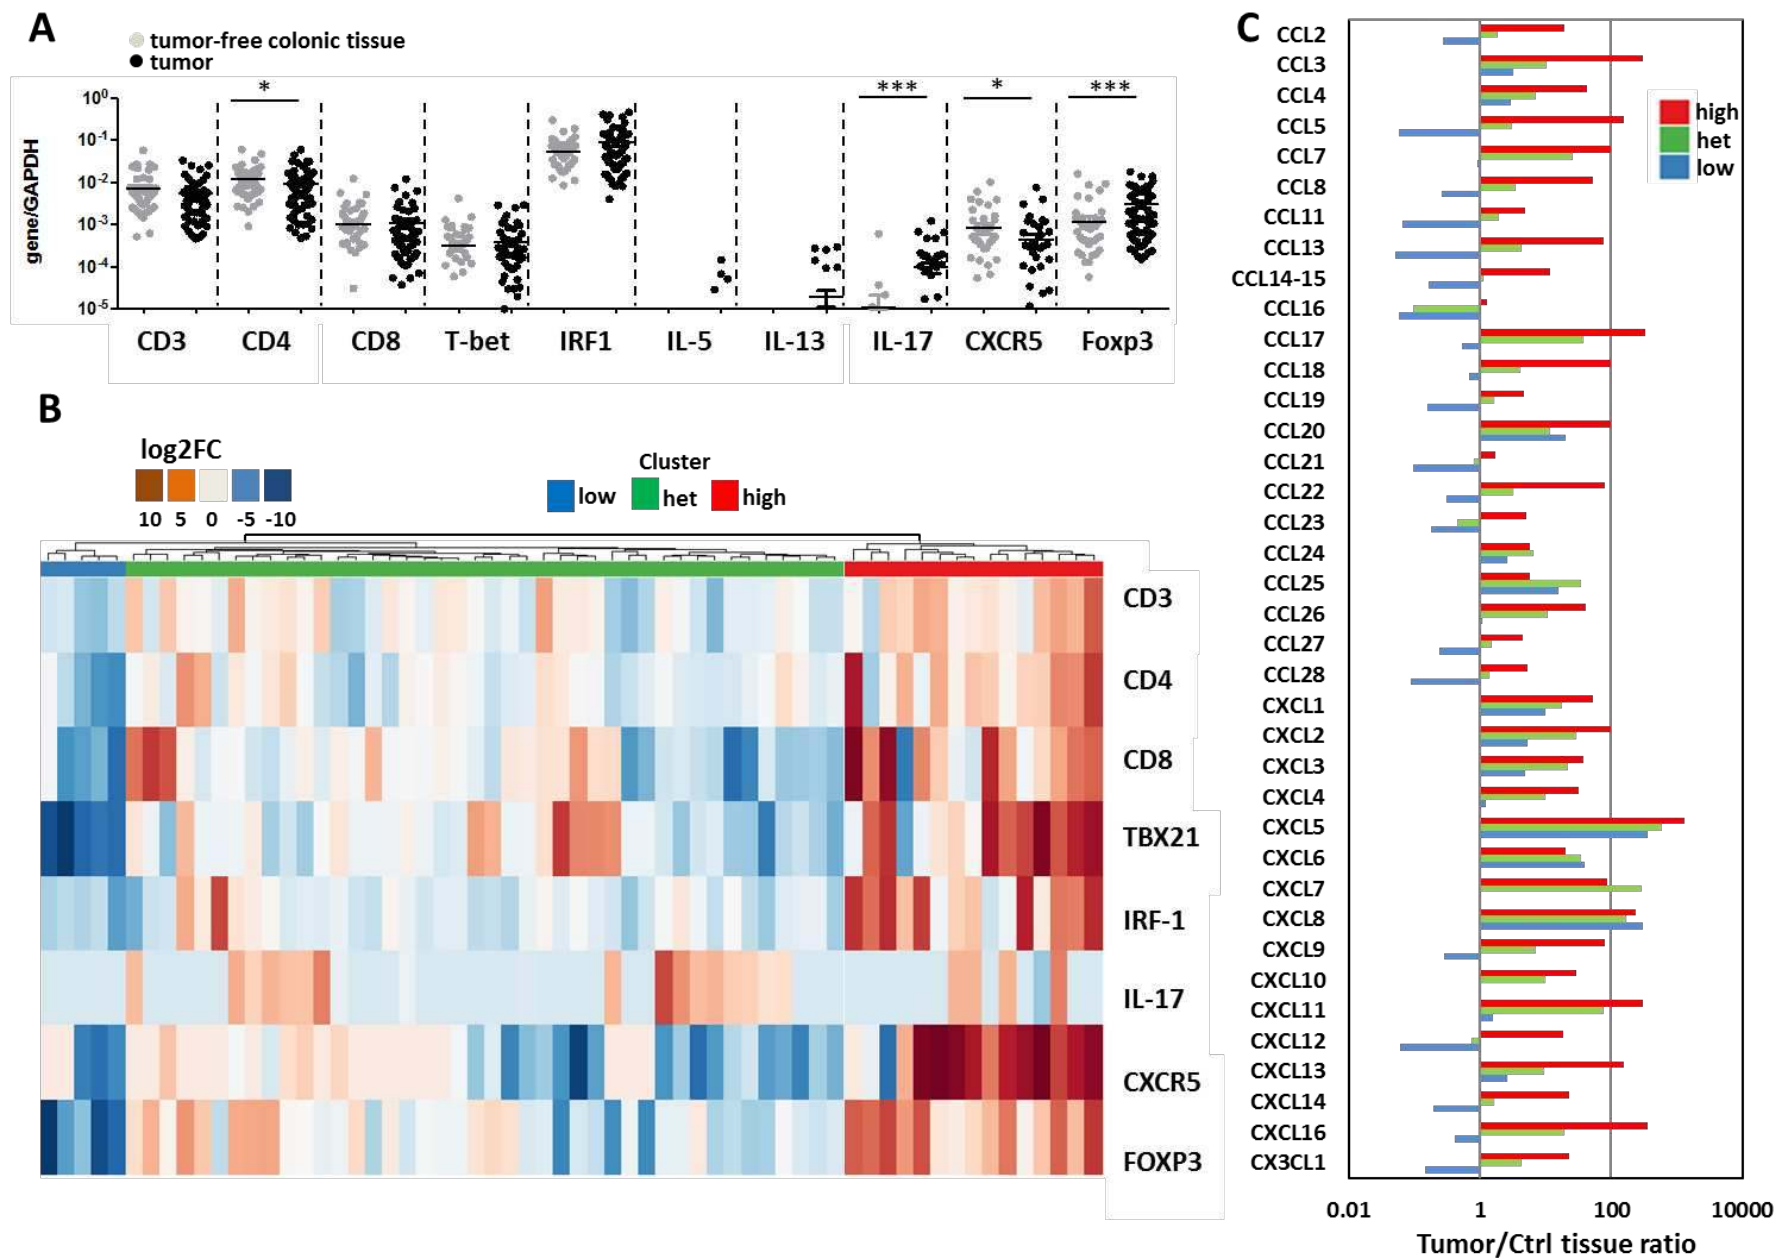 A
tumor-free colonic tissue
tumor
gene/GAPDH
10^0
10^-1
10^-2
10^-3
10^-4
10^-5
*
***
*
***
CD3 CD4 CD8 T-bet IRF1 IL-5 IL-13 IL-17 CXCR5 Foxp3
B
log2FC
10 5 0 -5 -10
Cluster
low het high
CD3
CD4
CD8
TBX21
IRF-1
IL-17
CXCR5
FOXP3
C
high
het
low
CCL2
CCL3
CCL4
CCL5
CCL7
CCL8
CCL11
CCL13
CCL14-15
CCL16
CCL17
CCL18
CCL19
CCL20
CCL21
CCL22
CCL23
CCL24
CCL25
CCL26
CCL27
CCL28
CXCL1
CXCL2
CXCL3
CXCL4
CXCL5
CXCL6
CXCL7
CXCL8
CXCL9
CXCL10
CXCL11
CXCL12
CXCL13
CXCL14
CXCL16
CX3CL1
0.01 1 100 10000
Tumor/Ctrl tissue ratio